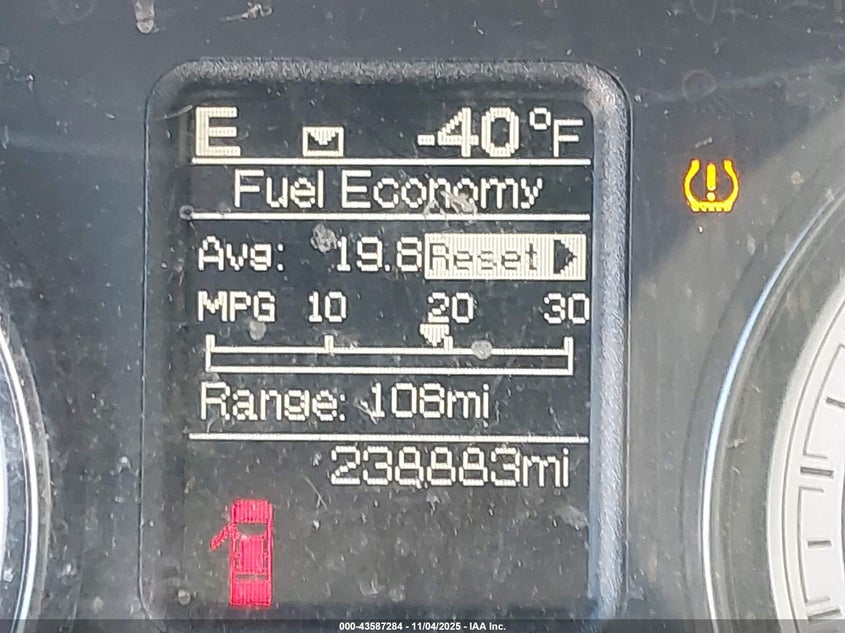 E -40°F
Fuel Economy
Avg: 19.8 Reset
MPG 10 20 30
Range: 108mi
238883mi
000-43587284 - 11/04/2025 - IAA Inc.